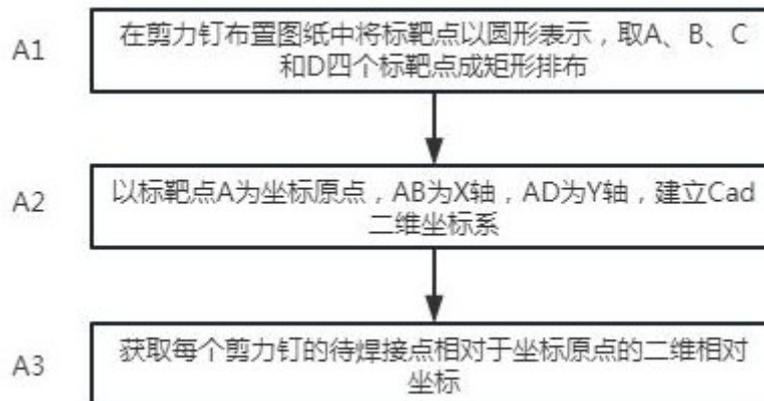 A1
在剪力钉布置图纸中将标靶点以圆形表示，取A、B、C
和D四个标靶点成矩形排布
A2
以标靶点A为坐标原点，AB为X轴，AD为Y轴，建立Cad
二维坐标系
A3
获取每个剪力钉的待焊接点相对于坐标原点的二维相对
坐标